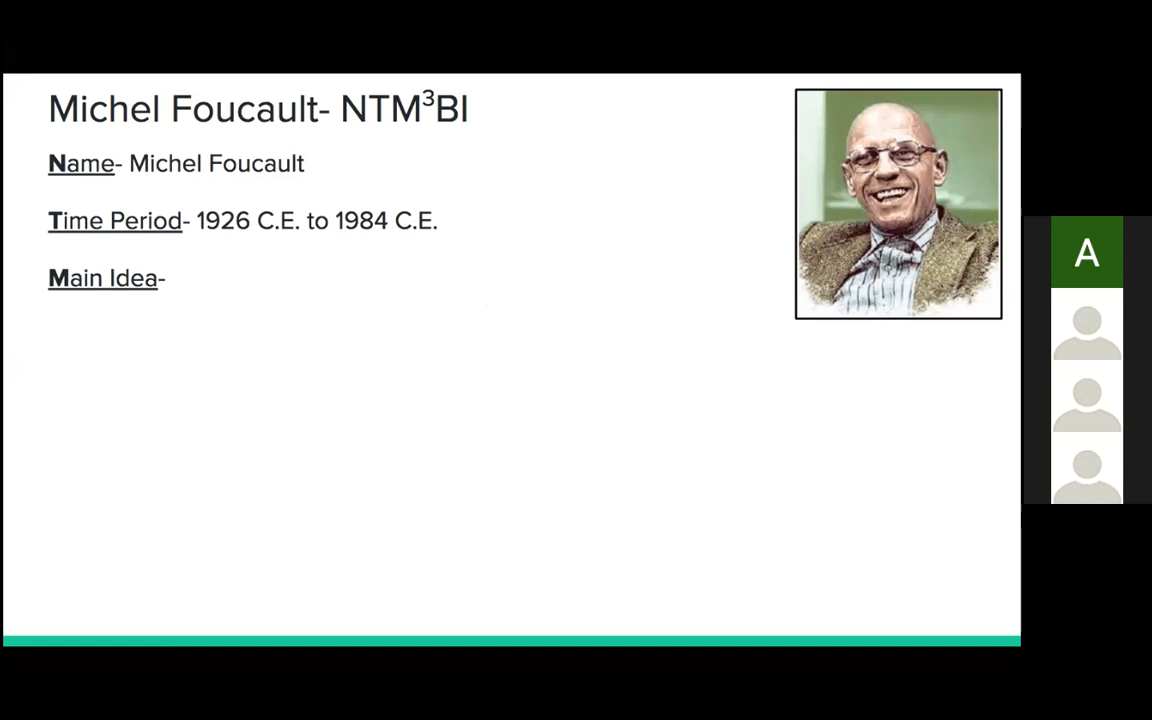 Michel Foucault- NTM³BI
Name- Michel Foucault
Time Period- 1926 C.E. to 1984 C.E.
Main Idea-
A